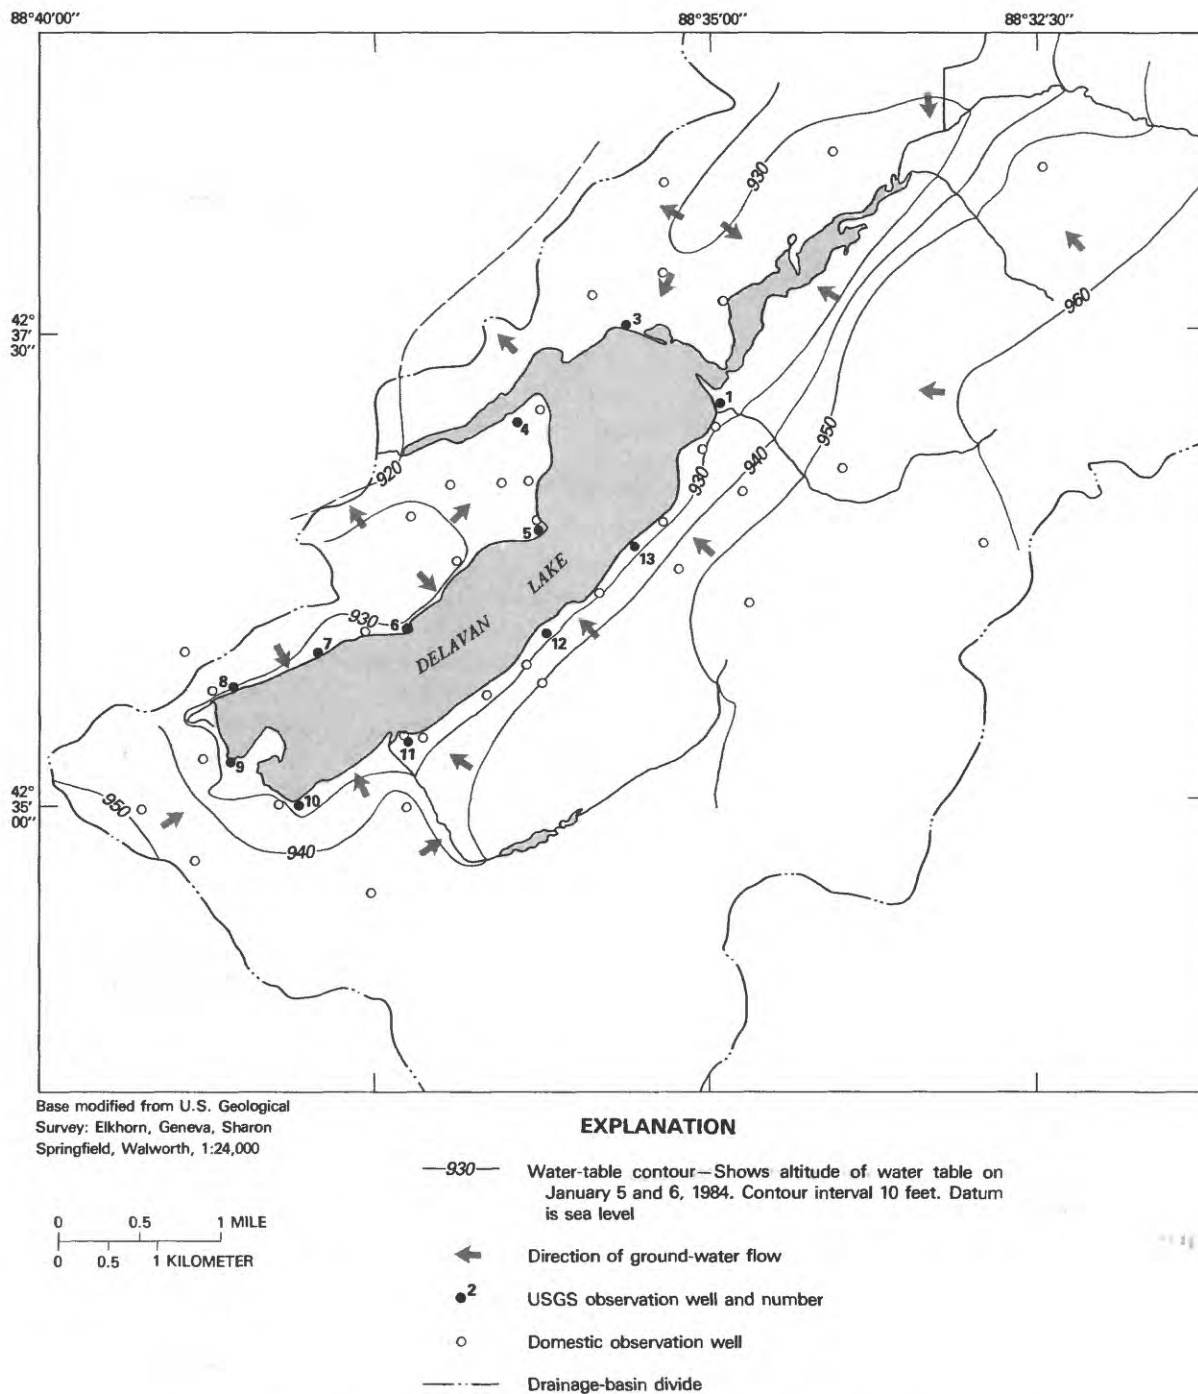 88°40′00″
88°35′00″
88°32′30″
930
960
42°
37′
30″
3
1
4
950
940
930
920
5
13
LAKE
930
6
12
DELAVAN
7
8
11
9
10
42°
35′
00″
950
940
Base modified from U.S. Geological
Survey: Elkhorn, Geneva, Sharon
Springfield, Walworth, 1:24,000
EXPLANATION
930
Water-table contour—Shows altitude of water table on
January 5 and 6, 1984. Contour interval 10 feet. Datum
is sea level
0 0.5 1 MILE
0 0.5 1 KILOMETER
Direction of ground-water flow
2
USGS observation well and number
Domestic observation well
Drainage-basin divide